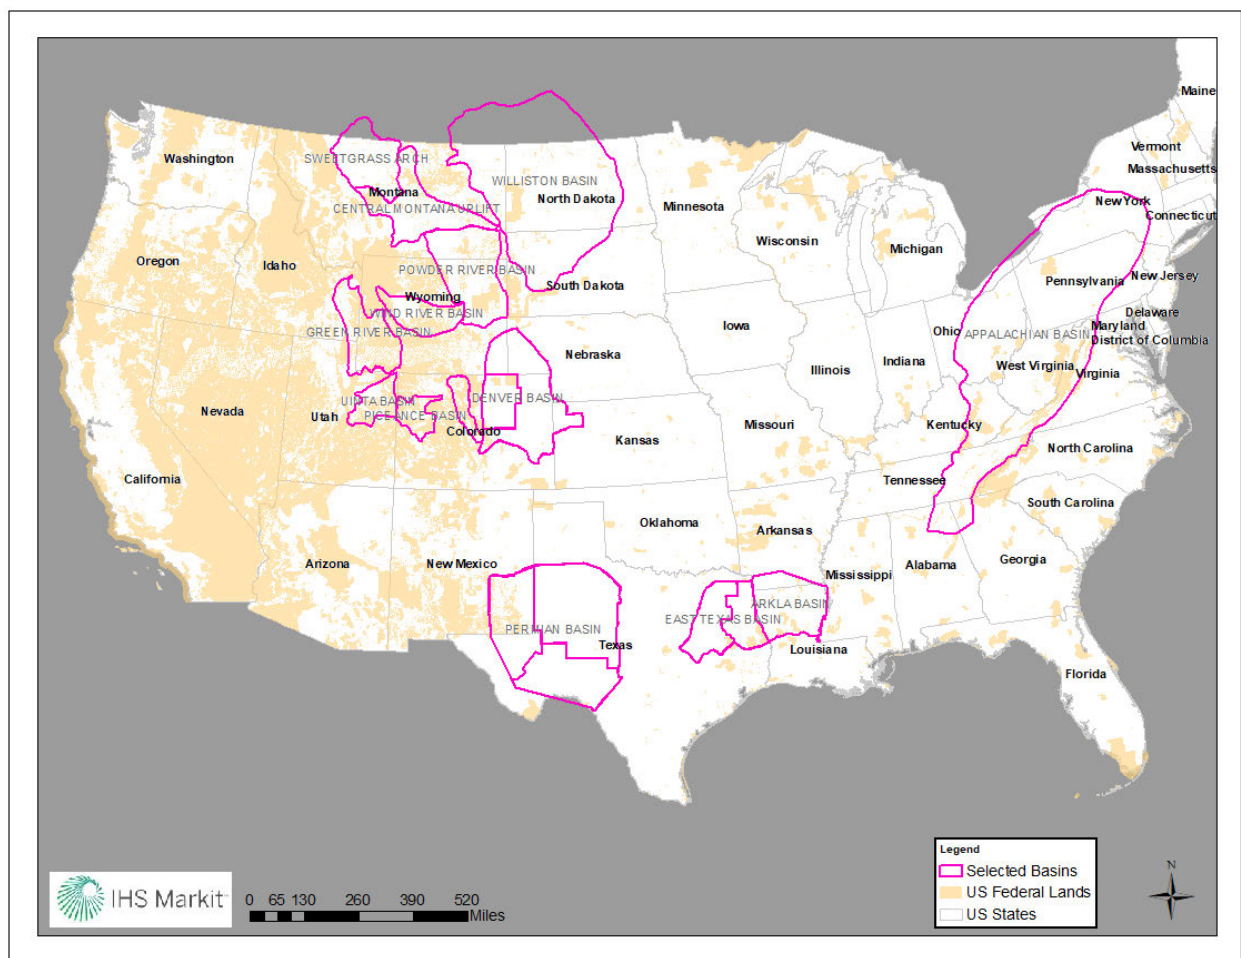 Maine
Washington
Vermont
SWEETGRASS ARCH
Massachusetts
WILLISTON BASIN
Montana
North Dakota
New York
CENTRAL MONTANA UPLIFT
Minnesota
Connecticut
Wisconsin
Michigan
Oregon
Idaho
POWDER RIVER BASIN
New Jersey
Pennsylvania
South Dakota
Wyoming
WIND RIVER BASIN
Delaware
Iowa
Maryland
GREEN RIVER BASIN
Ohio
APPALACHIAN BASIN
District of Columbia
Nebraska
Indiana
West Virginia
Illinois
Virginia
UINTA BASIN
DENVER BASIN
Nevada
Utah
PICEANCE BASIN
Missouri
Kentucky
Colorado
Kansas
North Carolina
California
Tennessee
South Carolina
Oklahoma
Arkansas
Arizona
New Mexico
Georgia
Alabama
Mississippi
ARKLA BASIN
EAST TEXAS BASIN
PERMIAN BASIN
Texas
Louisiana
Florida
Legend
Selected Basins
US Federal Lands
US States
N
IHS Markit
0 65 130 260 390 520
Miles